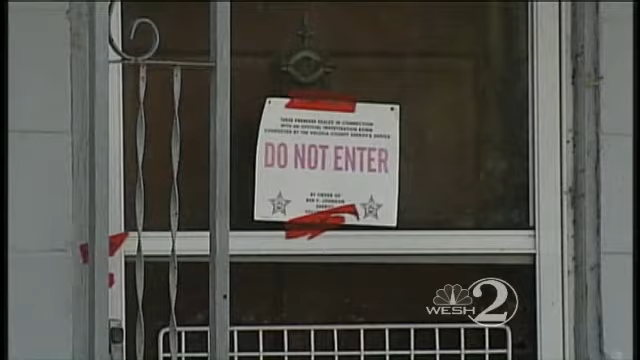 THESE PREMISES SEALED IN CONNECTION
WITH AN OFFICIAL INVESTIGATION BEING
CONDUCTED BY THE VOLUSIA COUNTY SHERIFF'S OFFICE
DO NOT ENTER
BY ORDER OF
BEN F. JOHNSON
SHERIFF
WESH 2